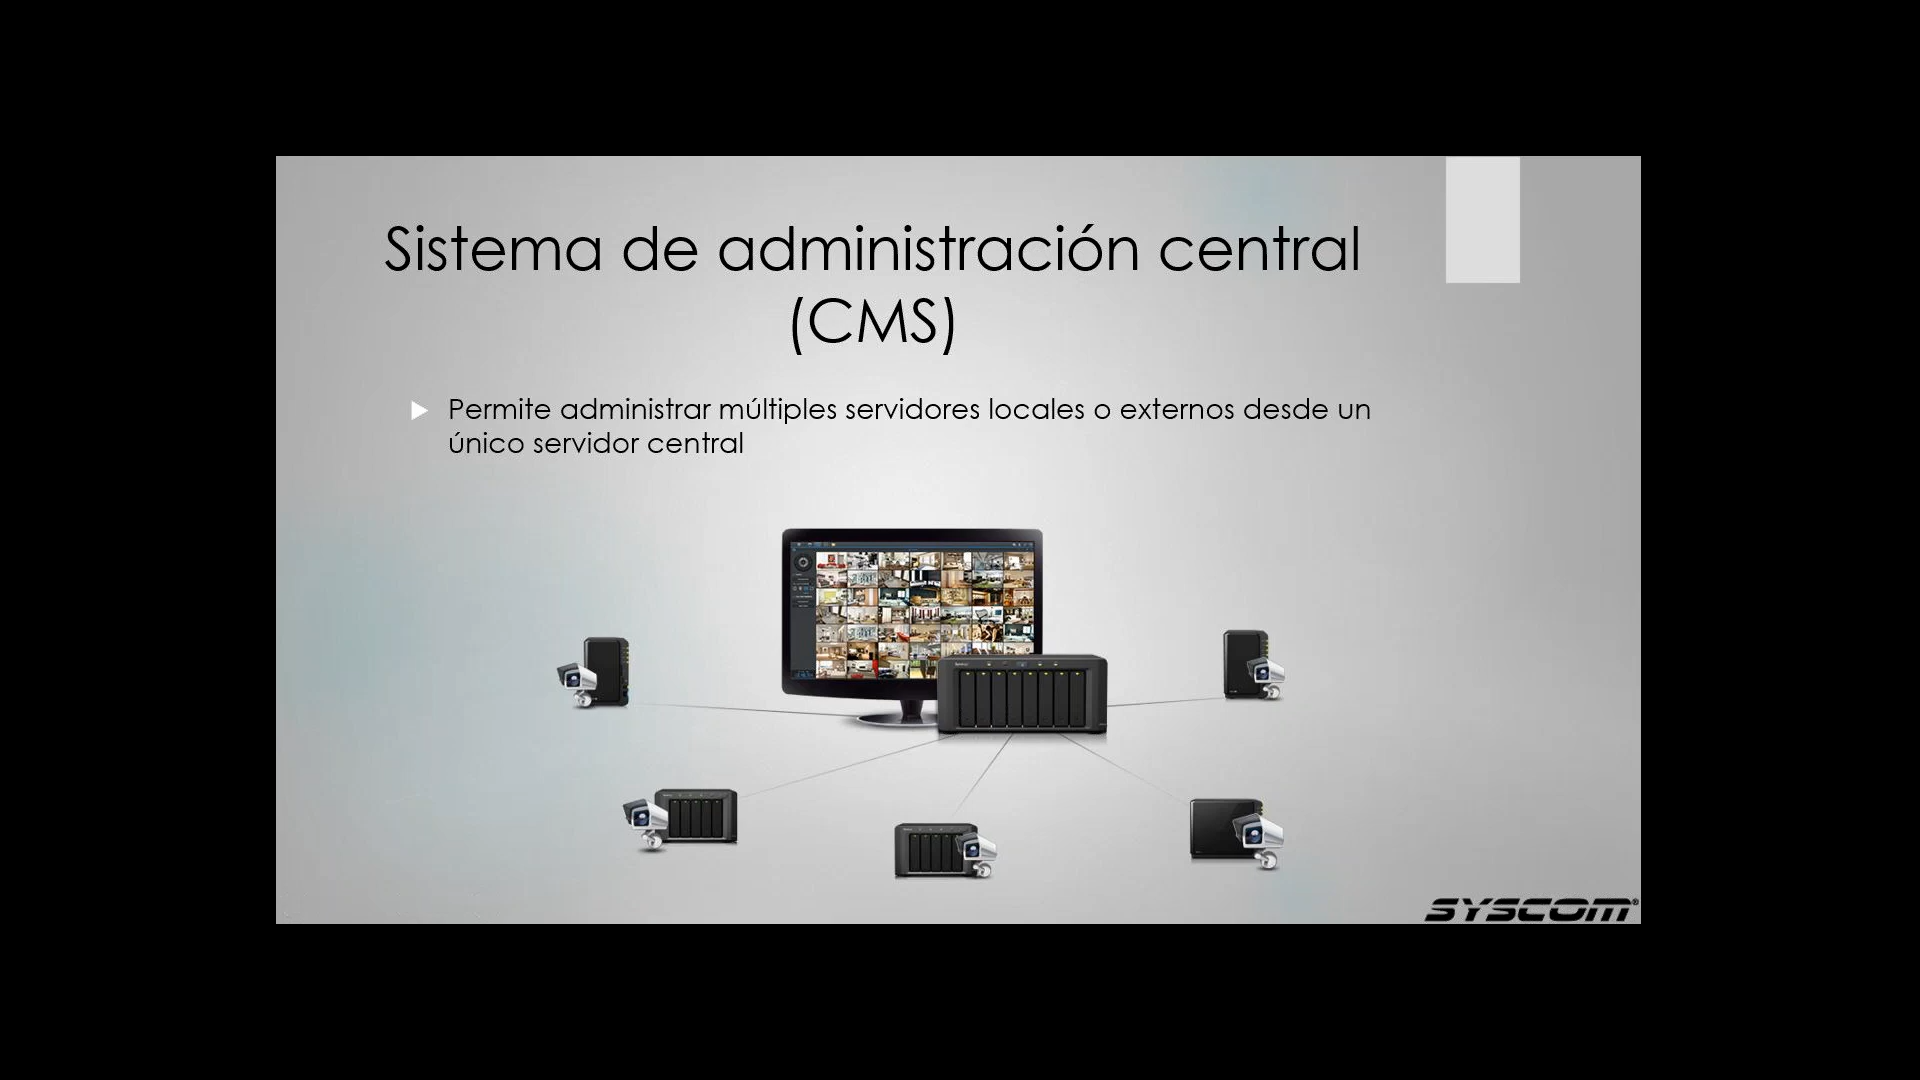 Sistema de administración central
(CMS)
Permite administrar múltiples servidores locales o externos desde un
único servidor central
SYSCOM®